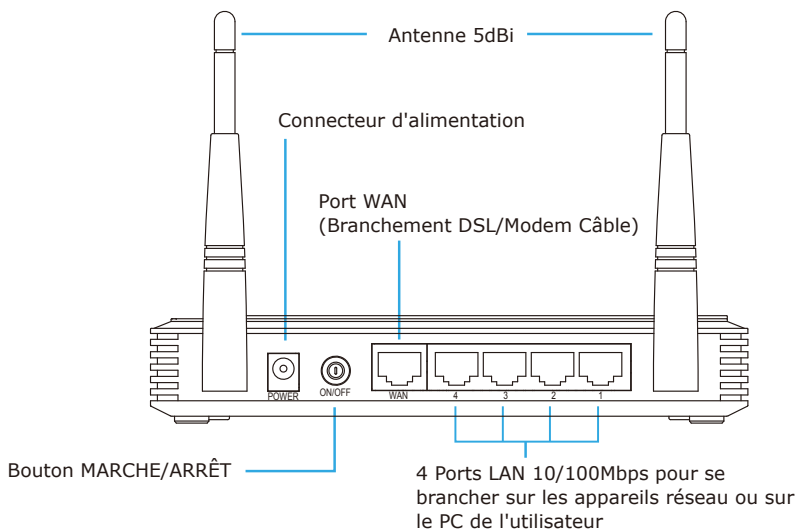 Antenne 5dBi
Connecteur d'alimentation
Port WAN
(Branchement DSL/Modem Câble)
POWER
ON/OFF
WAN
4
3
2
1
Bouton MARCHE/ARRÊT
4 Ports LAN 10/100Mbps pour se
brancher sur les appareils réseau ou sur
le PC de l'utilisateur